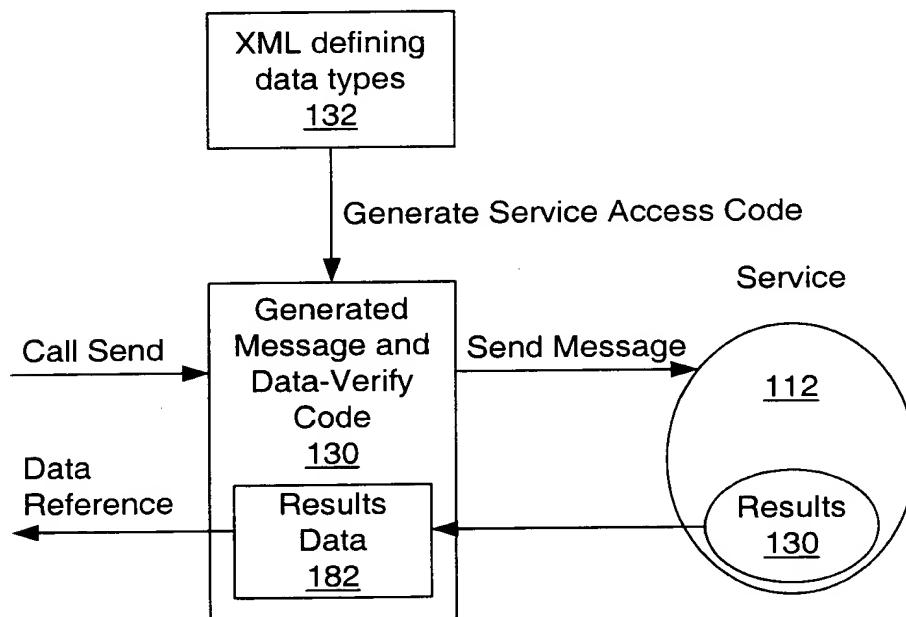 XML defining
data types
132
Generate Service Access Code
Service
Generated
Message and
Data-Verify
Code
130
Call Send
Send Message
112
Data
Reference
Results
Data
182
Results
130